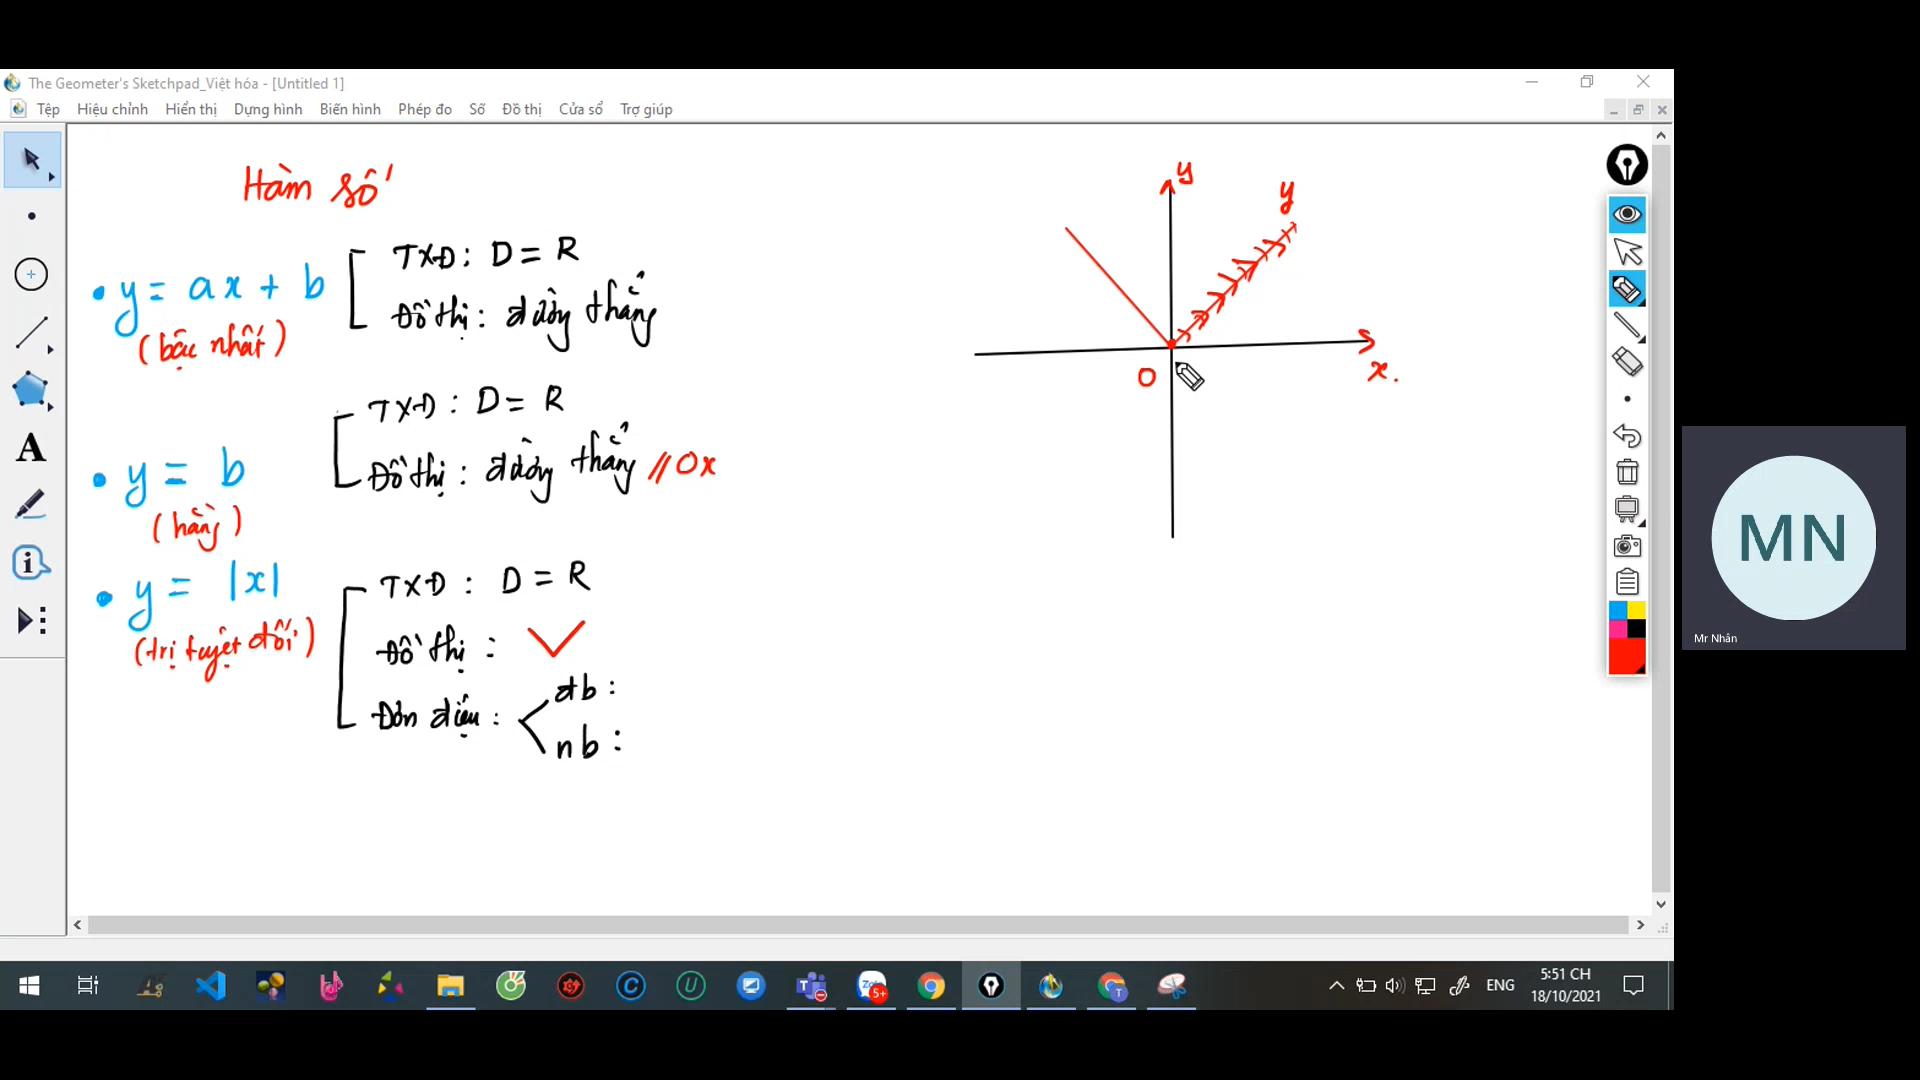 The Geometer's Sketchpad_Việt hóa - [Untitled 1]
Tệp Hiệu chỉnh Hiển thị Dựng hình Biến hình Phép đo Số Đồ thị Cửa sổ Trợ giúp
Hàm số
y = ax + b
(bậc nhất)
TXĐ: D = R
Đồ thị: đường thẳng
y = b
(hằng)
TXĐ: D = R
Đồ thị: đường thẳng // Ox
y = |x|
(trị tuyệt đối)
TXĐ: D = R
Đồ thị:
Đơn điệu:
đb:
nb:
y
y
O
x.
A
MN
Mr Nhân
5+
T
ENG
5:51 CH
18/10/2021